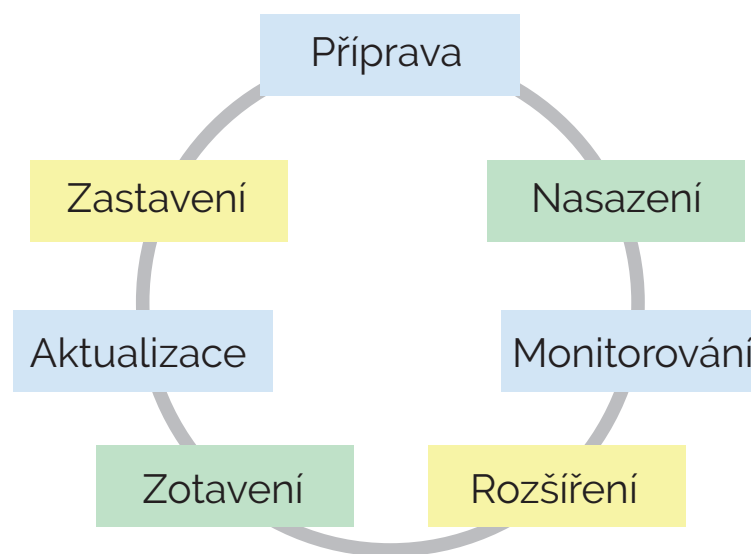 Příprava
Zastavení
Nasazení
Aktualizace
Monitorování
Zotavení
Rozšíření